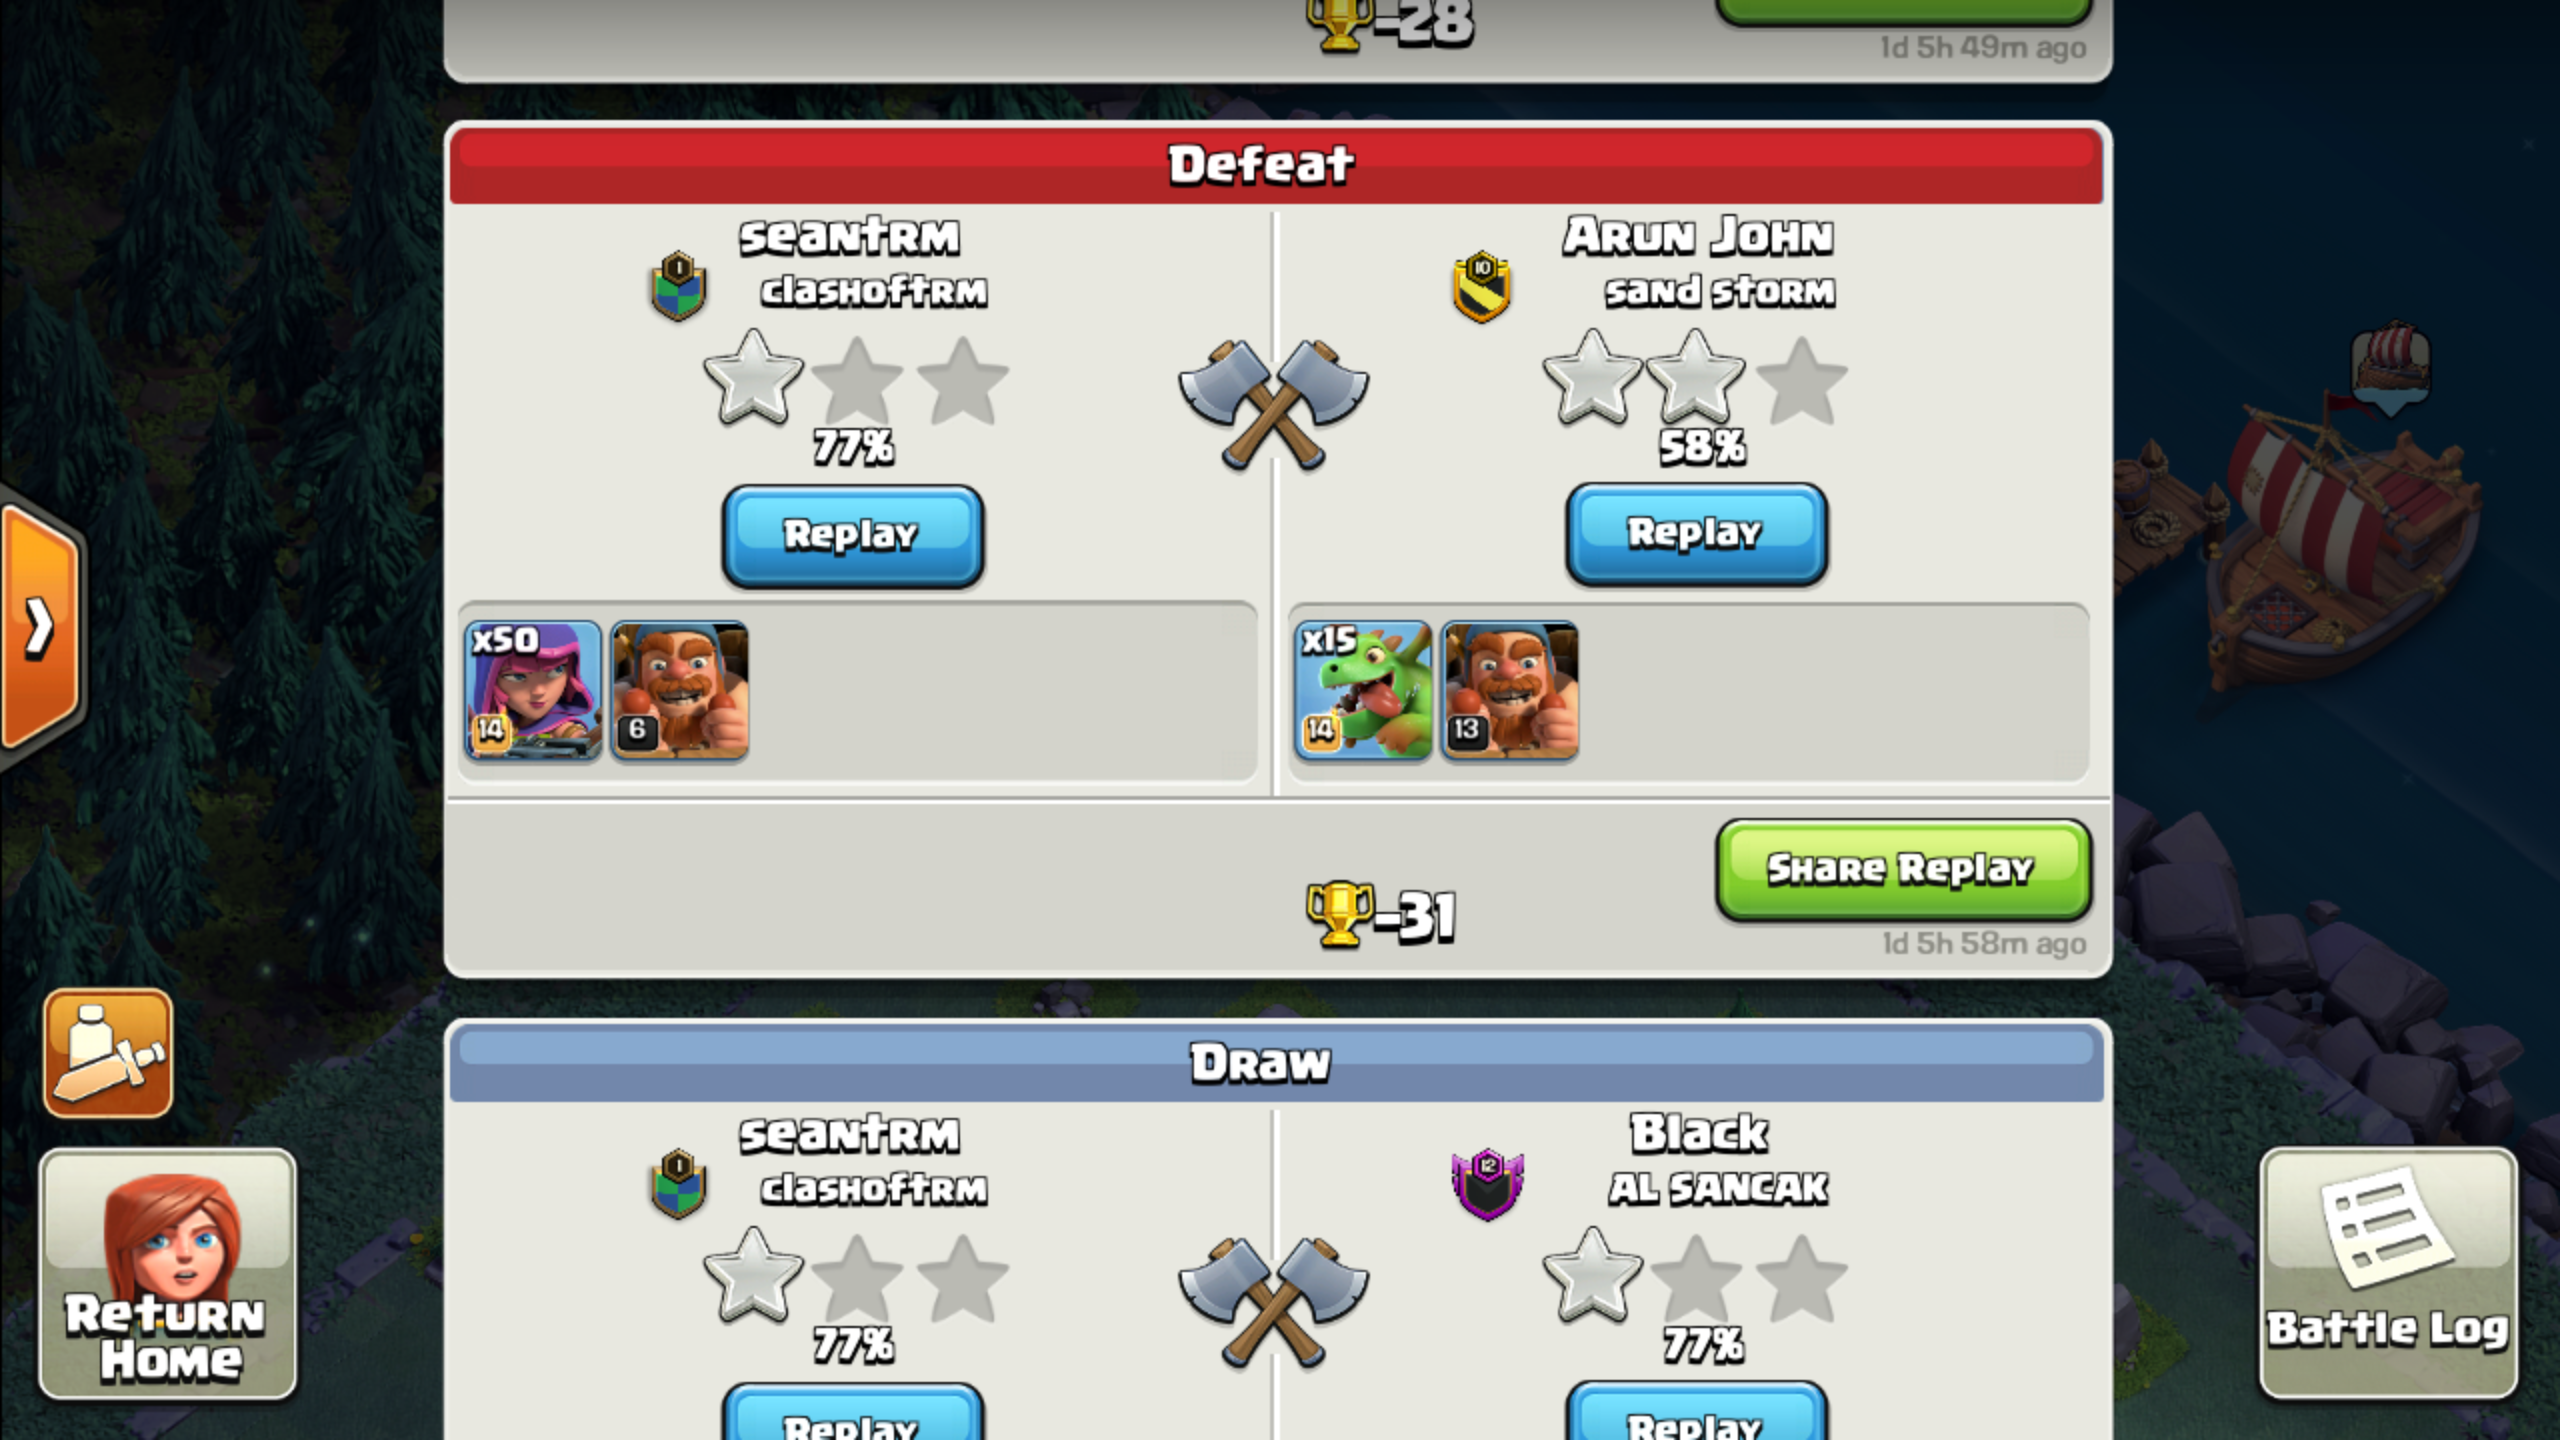 -28
1d 5h 49m ago
Defeat
seantrm
Arun John
1
clashoftrm
10
sand storm
77%
58%
Replay
Replay
x50
14
6
x15
14
13
Share Replay
-31
1d 5h 58m ago
Draw
seantrm
Black
1
clashoftrm
12
AL SANCAK
77%
77%
Return
Home
Battle Log
Replay
Replay